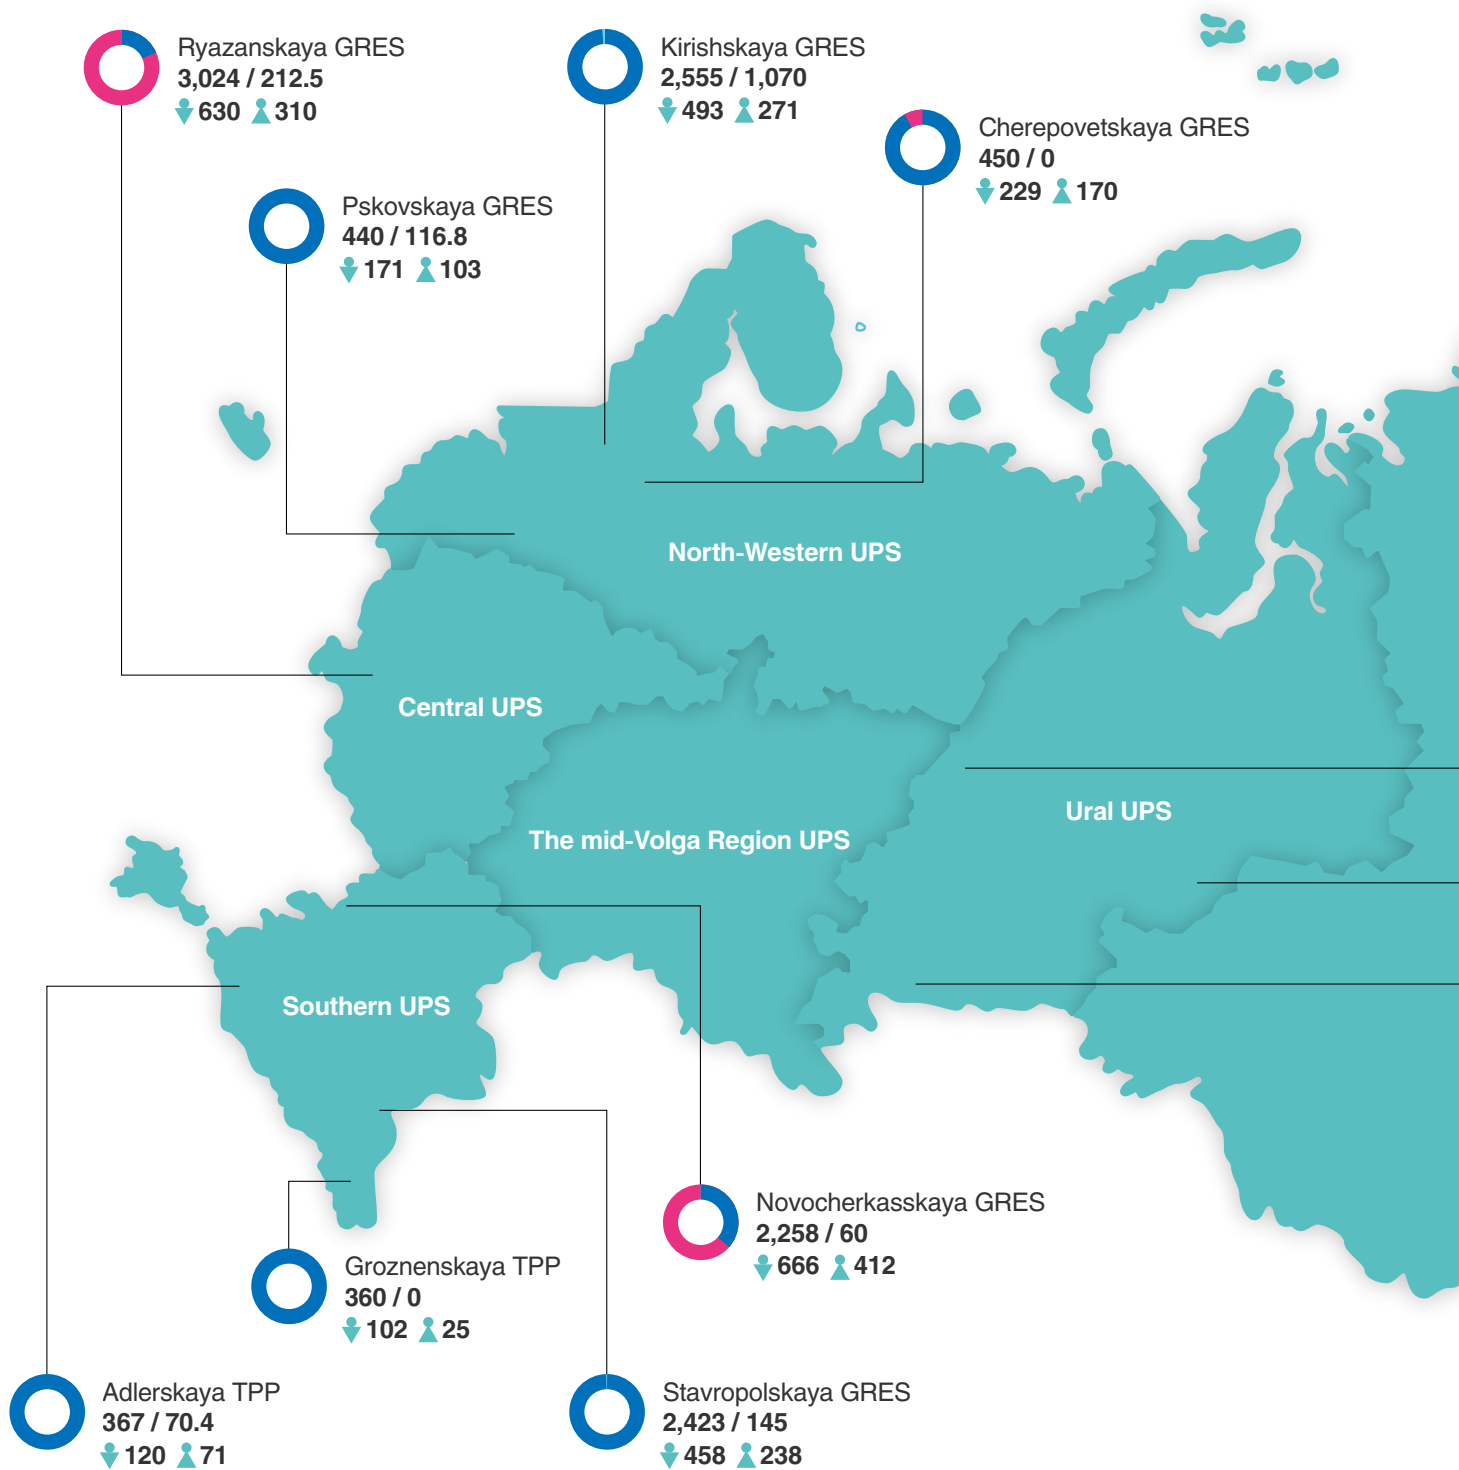 Ryazanskaya GRES
3,024 / 212.5
630 310
Kirishskaya GRES
2,555 / 1,070
493 271
Cherepovetskaya GRES
450 / 0
229 170
Pskovskaya GRES
440 / 116.8
171 103
North-Western UPS
Central UPS
Ural UPS
The mid-Volga Region UPS
Southern UPS
Novocherkasskaya GRES
2,258 / 60
666 412
Groznenskaya TPP
360 / 0
102 25
Adlerskaya TPP
367 / 70.4
120 71
Stavropolskaya GRES
2,423 / 145
458 238